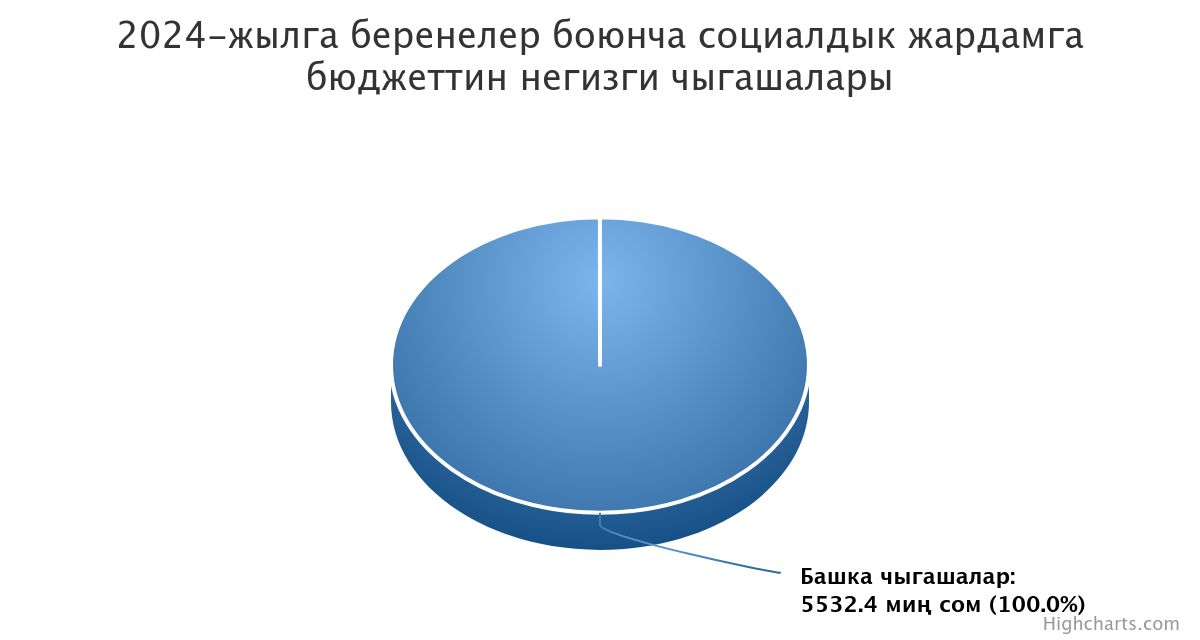 2024-жылга беренелер боюнча социалдык жардамга
бюджеттин негизги чыгашалары
Башка чыгашалар:
5532.4 миң сом (100.0%)
Highcharts.com